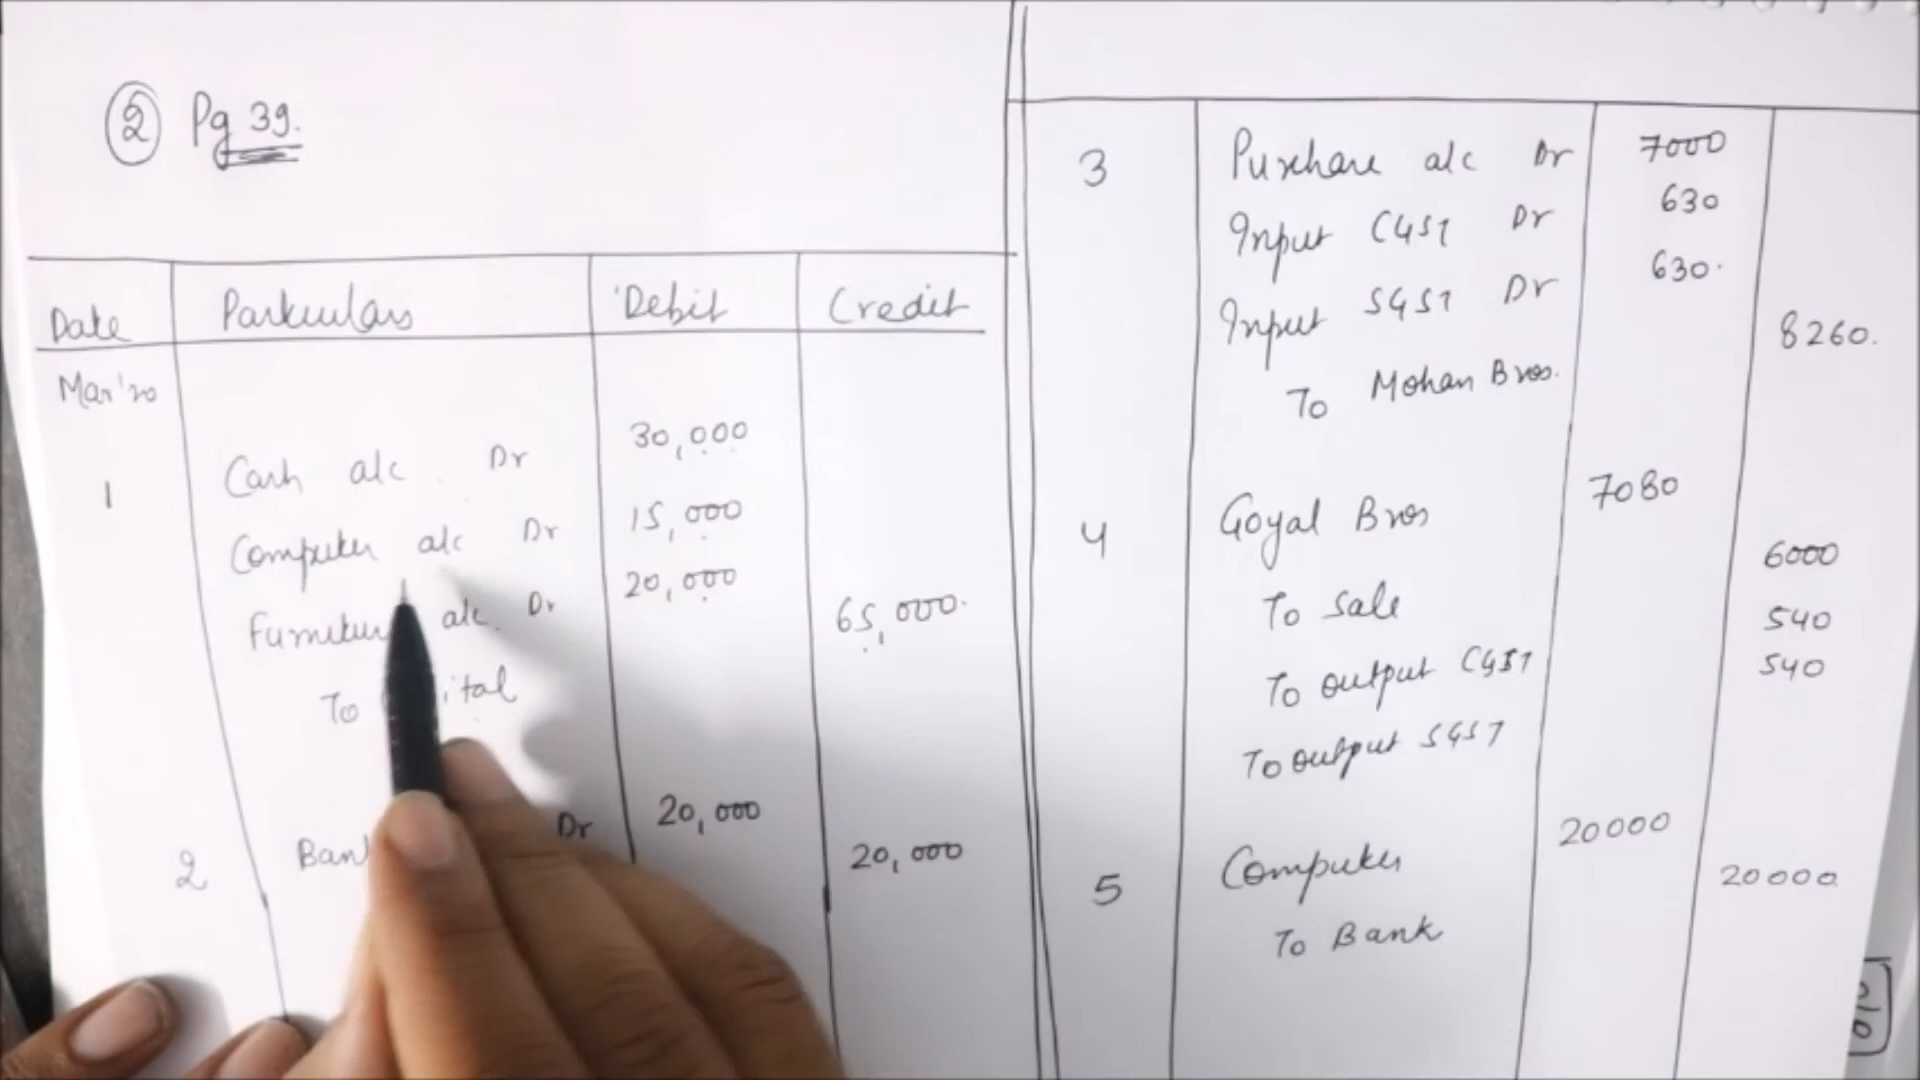 2 Pg 39.
Date Particulars Debit Credit
Mar'20
1 Cash a/c Dr 30,000
Computer a/c Dr 15,000
Furniture a/c Dr 20,000
To ital 65,000.
2 Ban Dr 20,000
20,000
3 Purchase a/c Dr 7000
Input CGST Dr 630
Input SGST Dr 630.
To Mohan Bros. 8260.
4 Goyal Bros 7080
To Sale 6000
To output CGST 540
To output SGST 540
5 Computer 20000
To Bank 20000